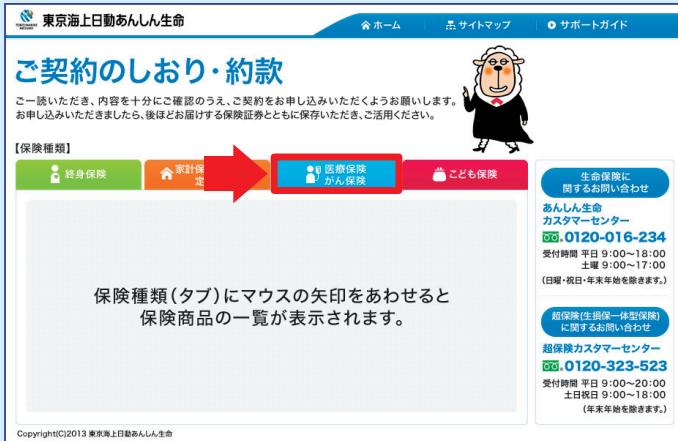 東京海上日動あんしん生命
TOKIO MARINE
NICHIDO
ホーム
サイトマップ
サポートガイド
ご契約のしおり・約款
ご一読いただき、内容を十分にご確認のうえ、ご契約をお申し込みいただくようお願いします。
お申し込みいただきましたら、後ほどお届けする保険証券とともに保存いただき、ご活用ください。
【保険種類】
終身保険
家計保
定
医療保険
がん保険
こども保険
保険種類(タブ)にマウスの矢印をあわせると
保険商品の一覧が表示されます。
生命保険に
関するお問い合わせ
あんしん生命
カスタマーセンター
0120-016-234
受付時間 平日 9:00～18:00
土曜 9:00～17:00
(日曜・祝日・年末年始を除きます。)
超保険(生損保一体型保険)
に関するお問い合わせ
超保険カスタマーセンター
0120-323-523
受付時間 平日 9:00～20:00
土日祝日 9:00～18:00
(年末年始を除きます。)
Copyright(C)2013 東京海上日動あんしん生命